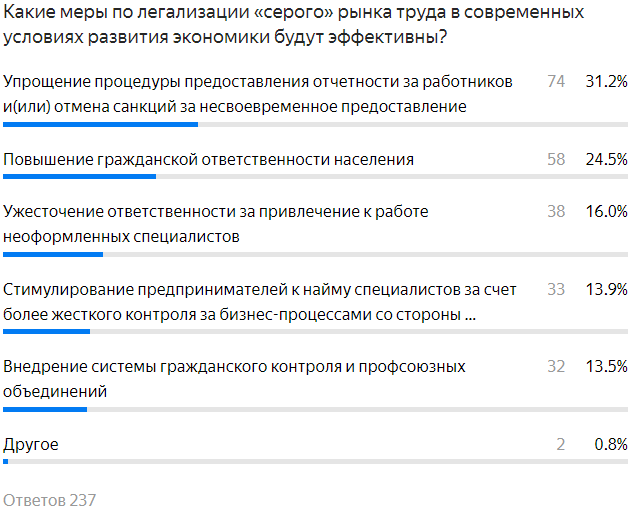 Какие меры по легализации «серого» рынка труда в современных
условиях развития экономики будут эффективны?
Упрощение процедуры предоставления отчетности за работников 74 31.2%
и(или) отмена санкций за несвоевременное предоставление
Повышение гражданской ответственности населения 58 24.5%
Ужесточение ответственности за привлечение к работе 38 16.0%
неоформленных специалистов
Стимулирование предпринимателей к найму специалистов за счет 33 13.9%
более жесткого контроля за бизнес-процессами со стороны ...
Внедрение системы гражданского контроля и профсоюзных 32 13.5%
объединений
Другое 2 0.8%
Ответов 237